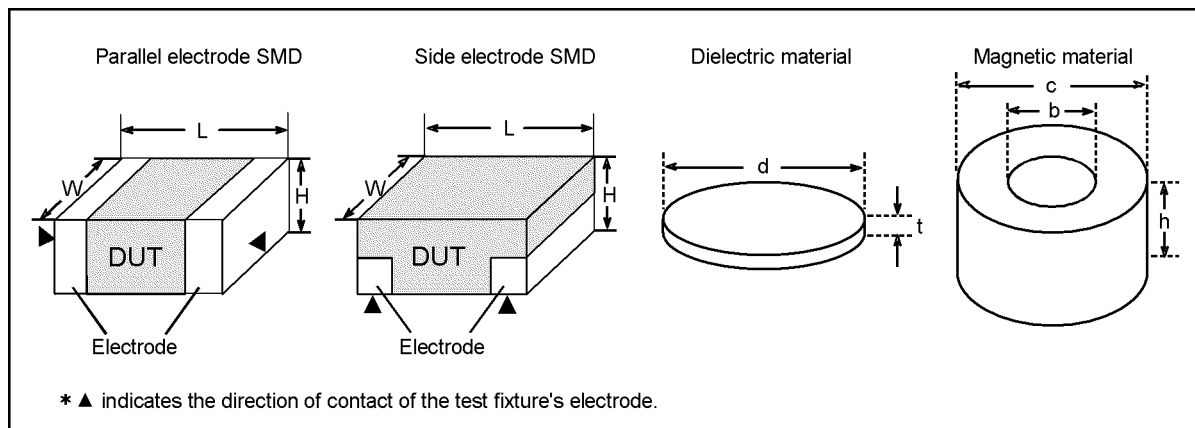 Parallel electrode SMD
L
W
H
DUT
Electrode
Side electrode SMD
L
W
H
DUT
Electrode
Dielectric material
d
t
Magnetic material
c
b
h
* ▲ indicates the direction of contact of the test fixture's electrode.